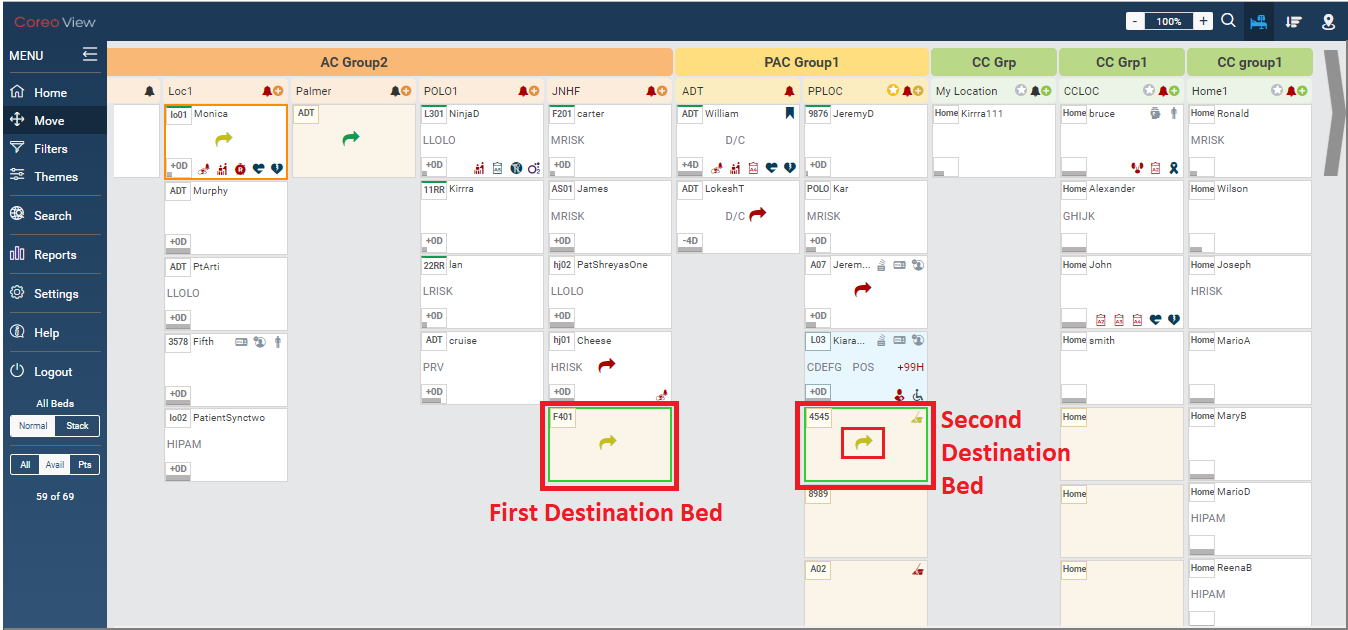 Coreo View
- 100% +
MENU
Home
Move
Filters
Themes
Search
Reports
Settings
Help
Logout
All Beds
Normal Stack
All Avail Pts
59 of 69
AC Group2 PAC Group1 CC Grp CC Grp1 CC group1
Loc1 Palmer POLO1 JNHF ADT PPLOC My Location CCLOC Home1
lo01 Monica
+0D
ADT Murphy
+0D
ADT PtArti
LLOLO
+0D
3578 Fifth
+0D
lo02 PatientSynctwo
HIPAM
+0D
ADT
L301 NinjaD
LLOLO
+0D
11RR Kirrra
+0D
22RR lan
LRISK
+0D
ADT cruise
PRV
+0D
F201 carter
MRISK
+0D
AS01 James
MRISK
+0D
hj02 PatShreyasOne
LLOLO
+0D
hj01 Cheese
HRISK
+0D
F401
First Destination Bed
ADT William
D/C
+4D
ADT LokeshT
D/C
-4D
9876 JeremyD
+0D
POLO Kar
MRISK
+0D
A07 Jerem...
+0D
L03 Kiara...
CDEFG POS +99H
+0D
4545
Second
Destination
Bed
8989
A02
Home Kirrra111
Home bruce
Home Alexander
GHIJK
Home John
Home smith
Home
Home
Home
Home Ronald
MRISK
Home Wilson
Home Joseph
HRISK
Home MarioA
Home MaryB
Home MarioD
HIPAM
Home ReenaB
HIPAM